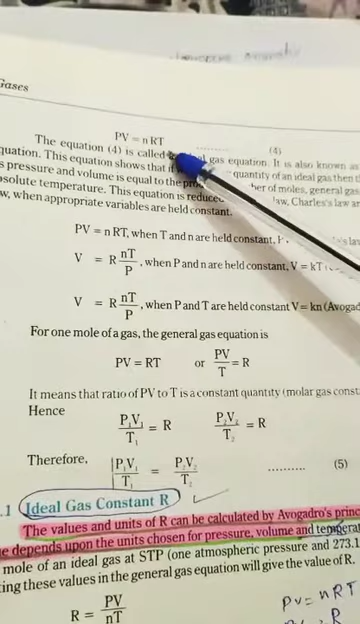 Gases
PV = nRT ......... (4)
The equation (4) is called gas equation. It is also known as
quation. This equation shows that if quantity of ideal gas then
s pressure and volume is equal to the number of moles, general gas
bsolute temperature. This equation is reduced law, Charles's law
w, when appropriate variables are held constant.
PV = nRT, when T and n are held constant,
V = R nT/P, when P and n are held constant, V = kT
V = R nT/P, when P and T are held constant V = kn (Avogad
For one mole of a gas, the general gas equation is
PV = RT or PV/T = R
It means that ratio of PV to T is a constant quantity (molar gas const
Hence
P₁V₁/T₁ = R P₂V₂/T₂ = R
Therefore, P₁V₁/T₁ = P₂V₂/T₂ .......... (5)
.1 Ideal Gas Constant R
The values and units of R can be calculated by Avogadro's princ
e depends upon the units chosen for pressure, volume and temperat
mole of an ideal gas at STP (one atmospheric pressure and 273.1
ting these values in the general gas equation will give the value of R.
R = PV/nT
PV = nRT